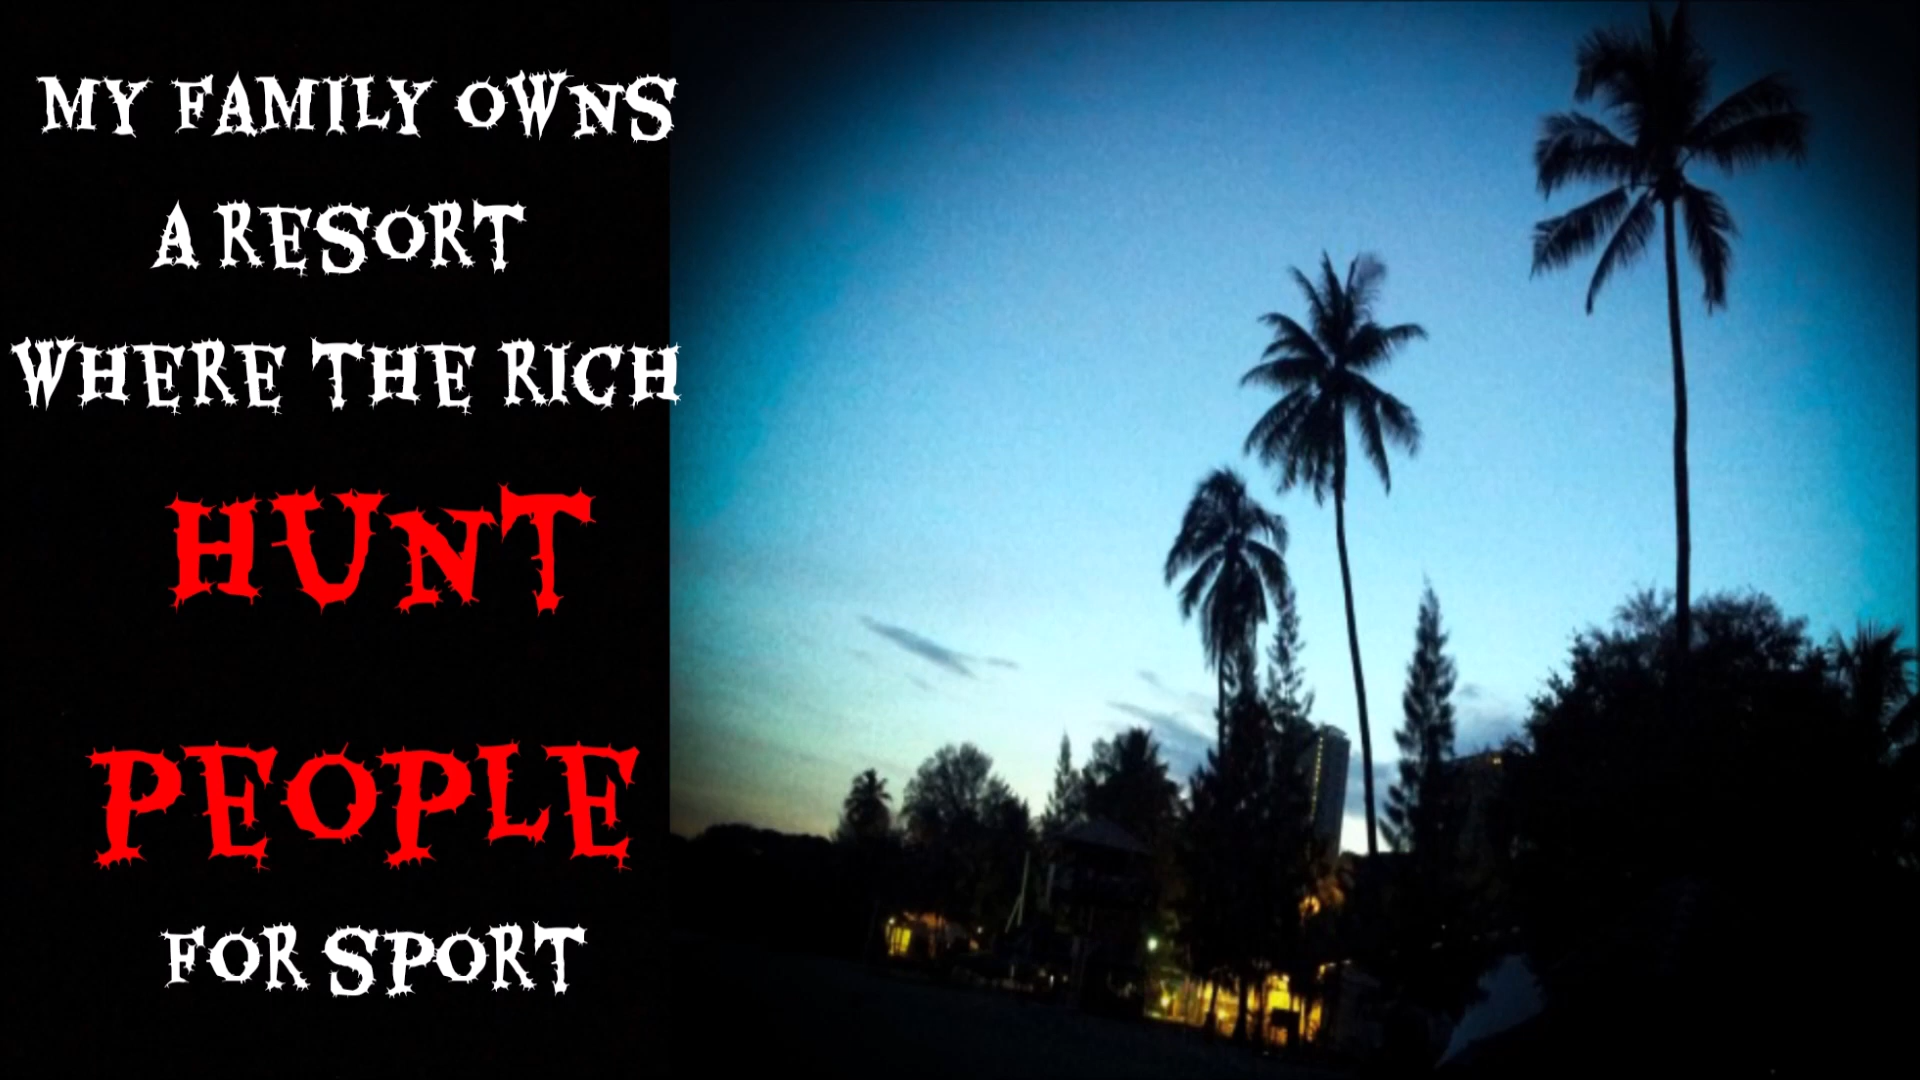 MY FAMILY OWNS
A RESORT
WHERE THE RICH
HUNT
PEOPLE
FOR SPORT